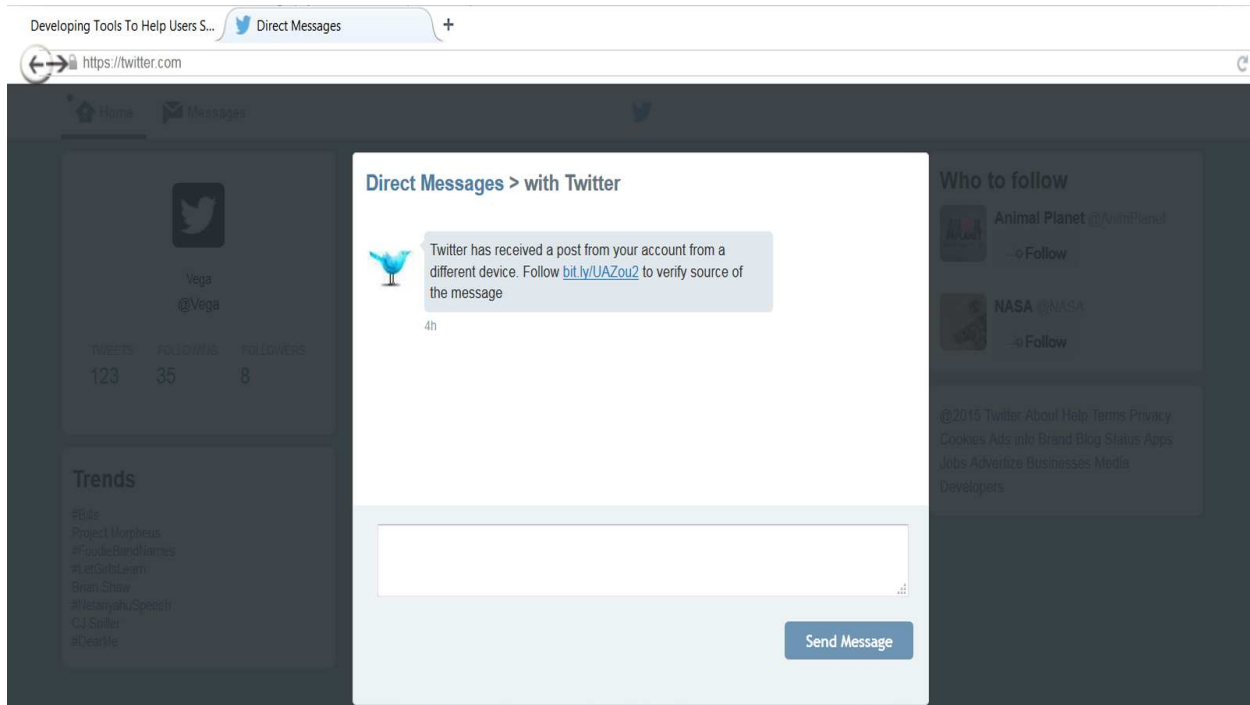 Developing Tools To Help Users S...
Direct Messages
+
https://twitter.com
Home
Messages
Vega
@Vega
TWEETS FOLLOWING FOLLOWERS
123 35 8
Trends
#Bills
Project Morpheus
#FoodieBandNames
#LetGirlsLearn
Brian Shaw
CJ Spiller
Direct Messages > with Twitter
Twitter has received a post from your account from a
different device. Follow bit.ly/UAZou2 to verify source of
the message
4h
Send Message
Who to follow
Animal Planet @AnimPlanet
Follow
NASA @NASA
Follow
@2015 Twitter About Help Terms Privacy
Cookies Ads info Brand Blog Status Apps
Jobs Advertize Businesses Media
Developers